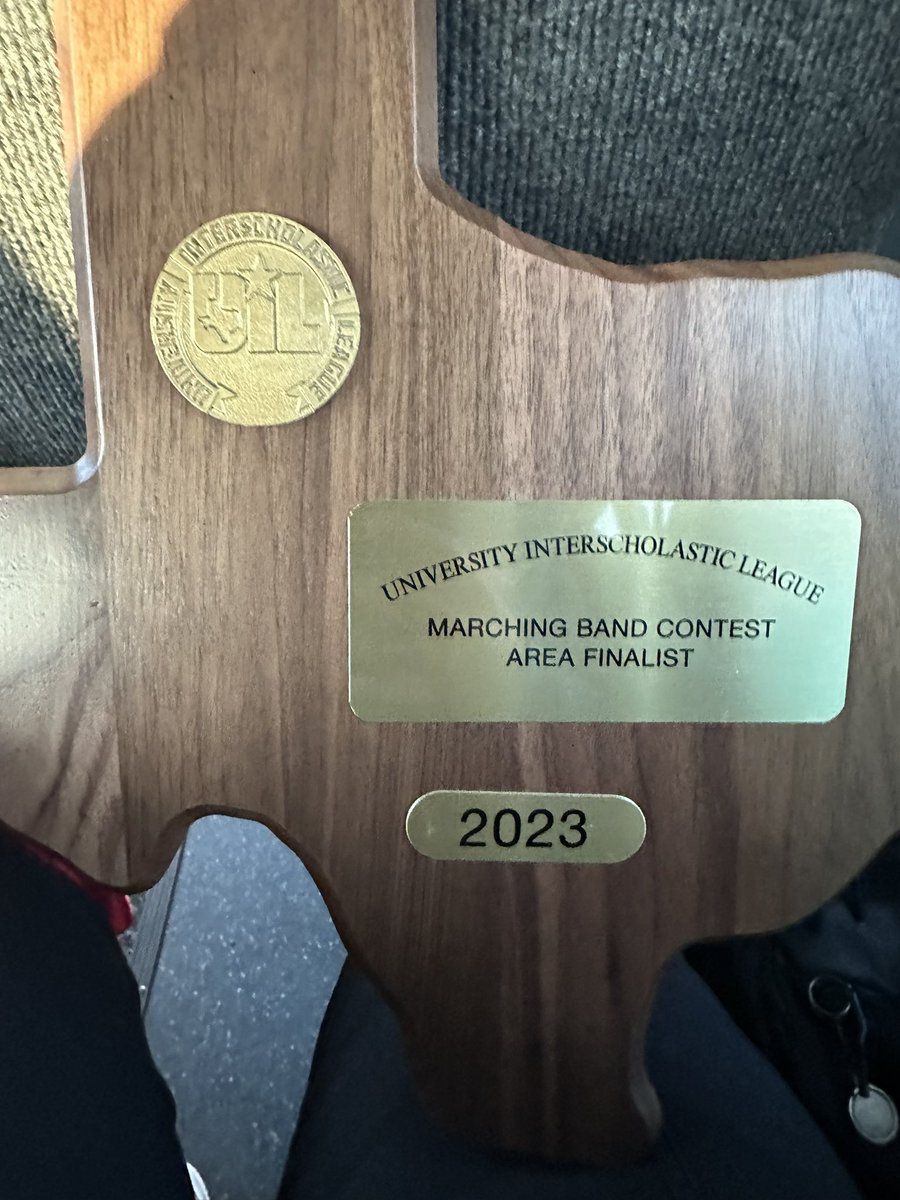 UNIVERSITY INTERSCHOLASTIC LEAGUE
UIL
UNIVERSITY INTERSCHOLASTIC LEAGUE
MARCHING BAND CONTEST
AREA FINALIST
2023